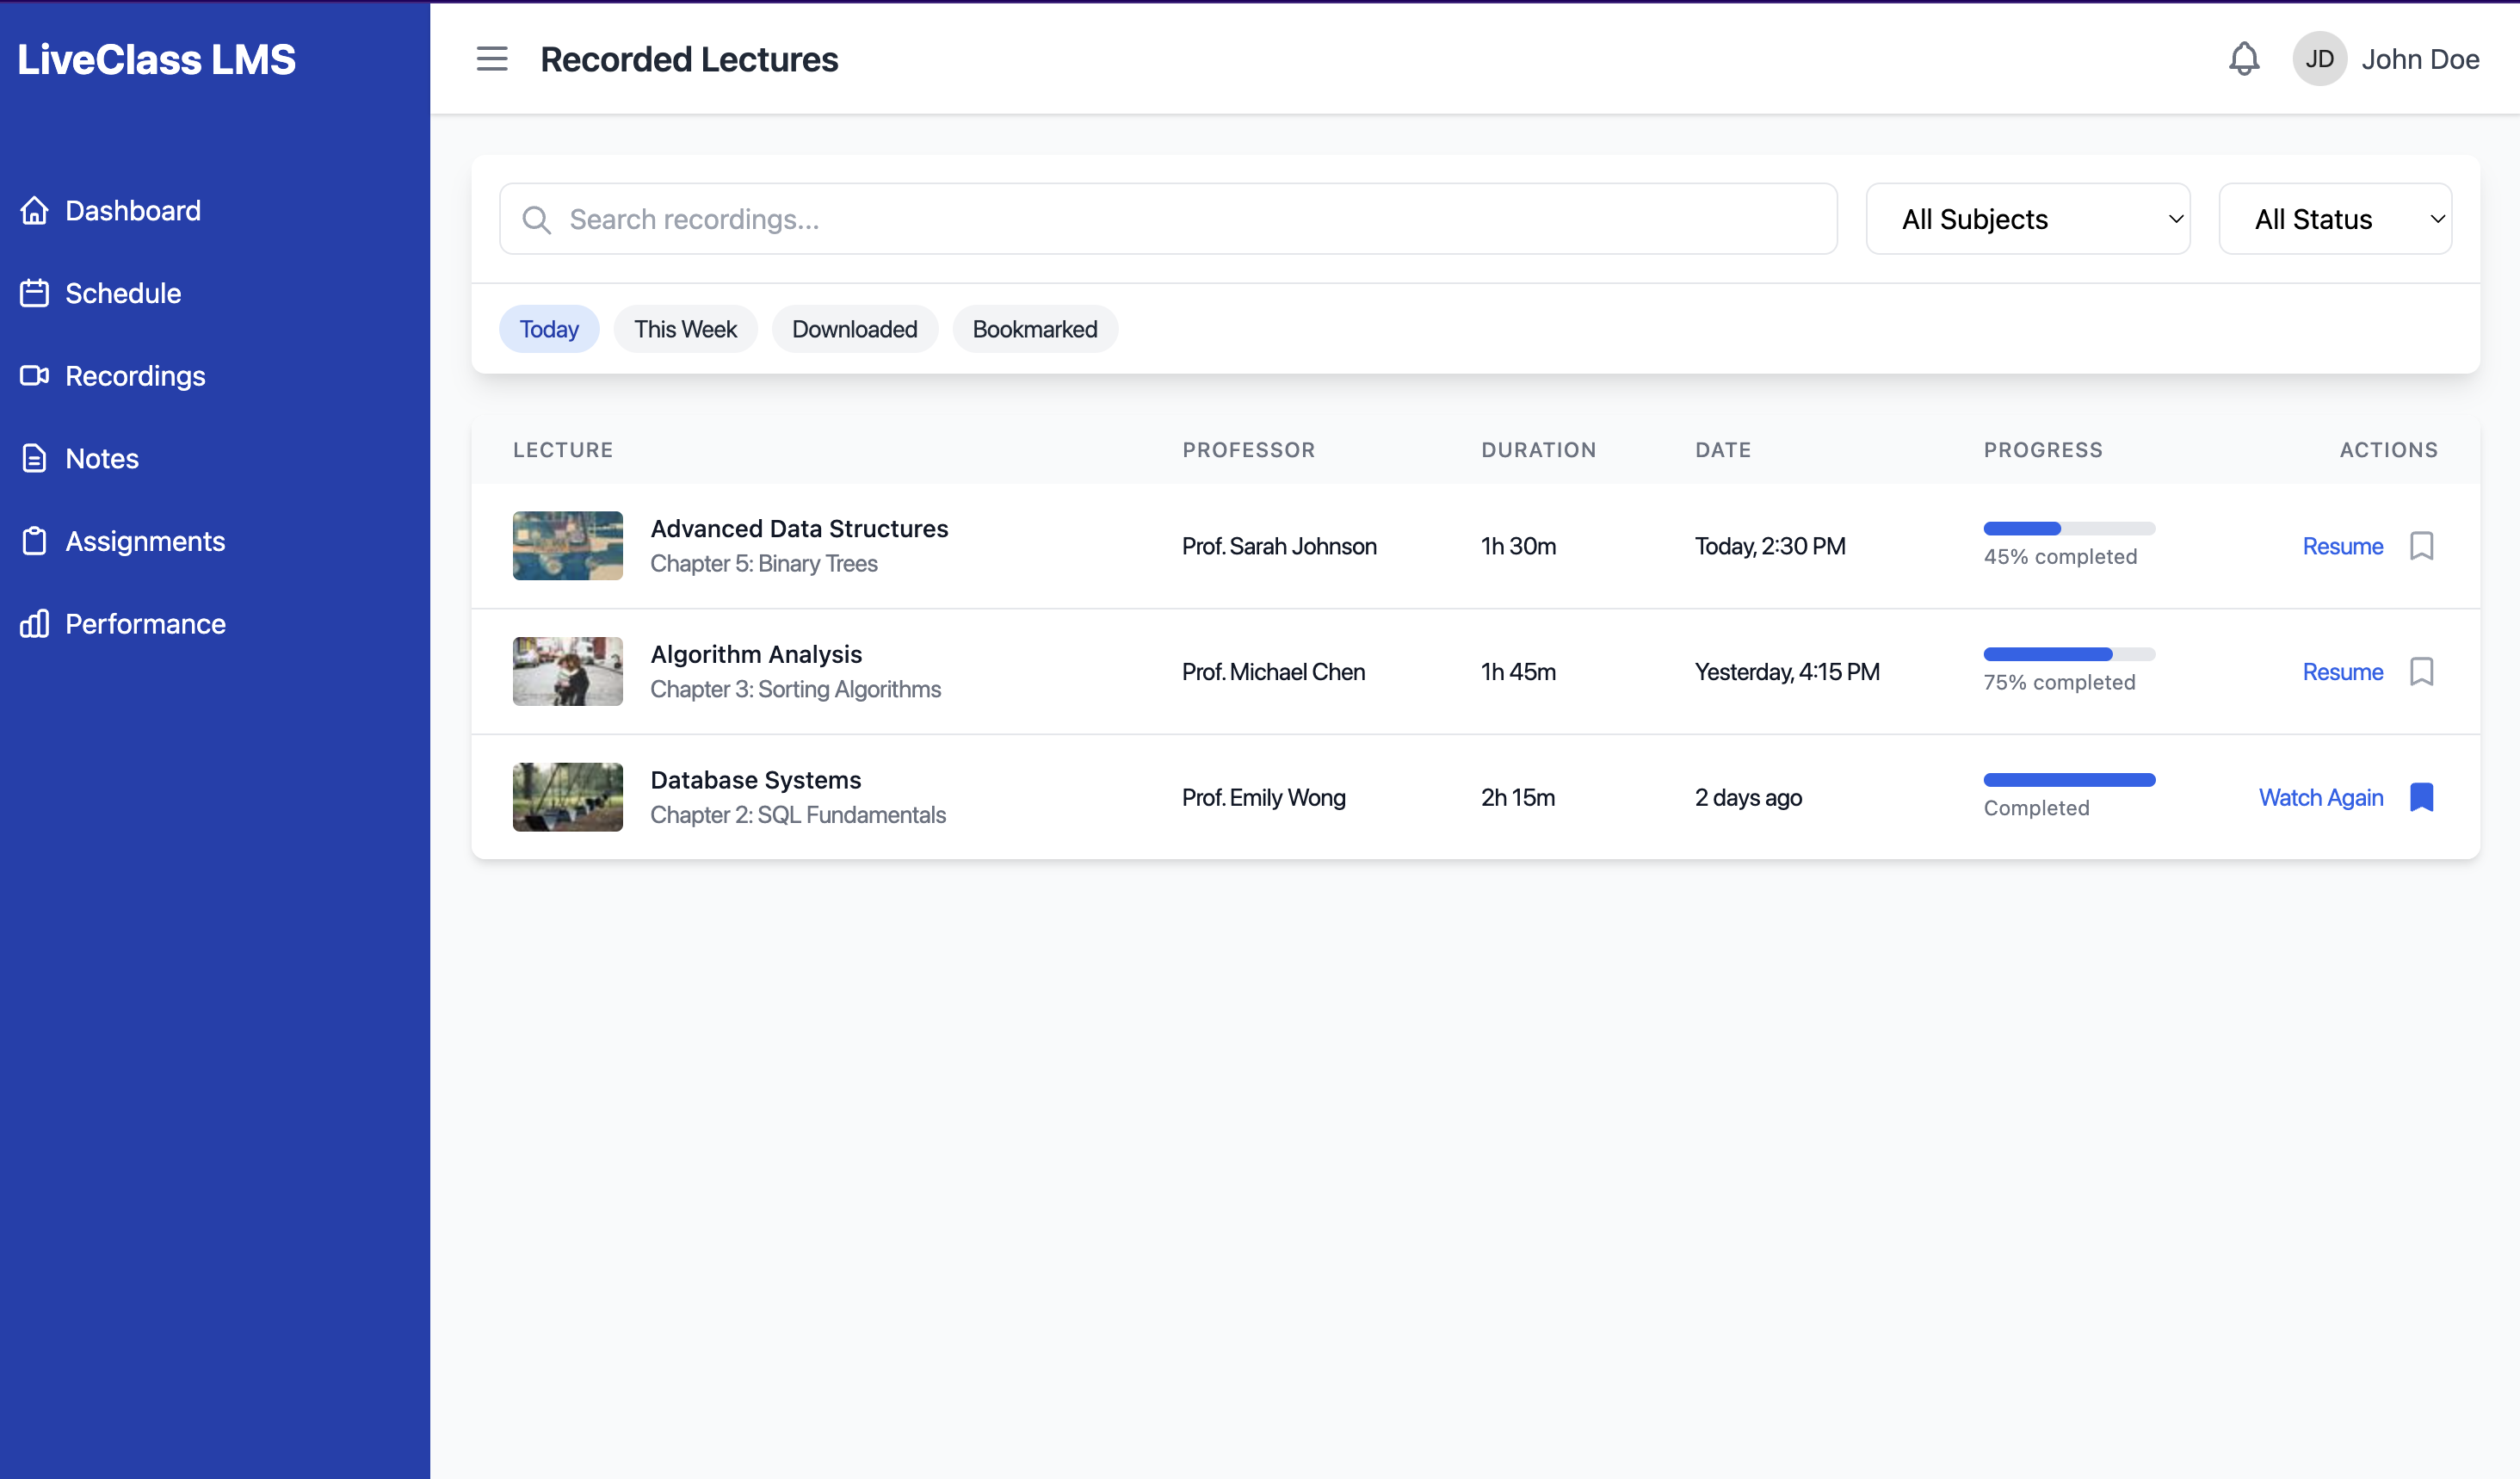 LiveClass LMS
Recorded Lectures
JD
John Doe
Dashboard
Schedule
Recordings
Notes
Assignments
Performance
Search recordings...
All Subjects
All Status
Today
This Week
Downloaded
Bookmarked
LECTURE
PROFESSOR
DURATION
DATE
PROGRESS
ACTIONS
Advanced Data Structures
Chapter 5: Binary Trees
Prof. Sarah Johnson
1h 30m
Today, 2:30 PM
45% completed
Resume
Algorithm Analysis
Chapter 3: Sorting Algorithms
Prof. Michael Chen
1h 45m
Yesterday, 4:15 PM
75% completed
Resume
Database Systems
Chapter 2: SQL Fundamentals
Prof. Emily Wong
2h 15m
2 days ago
Completed
Watch Again